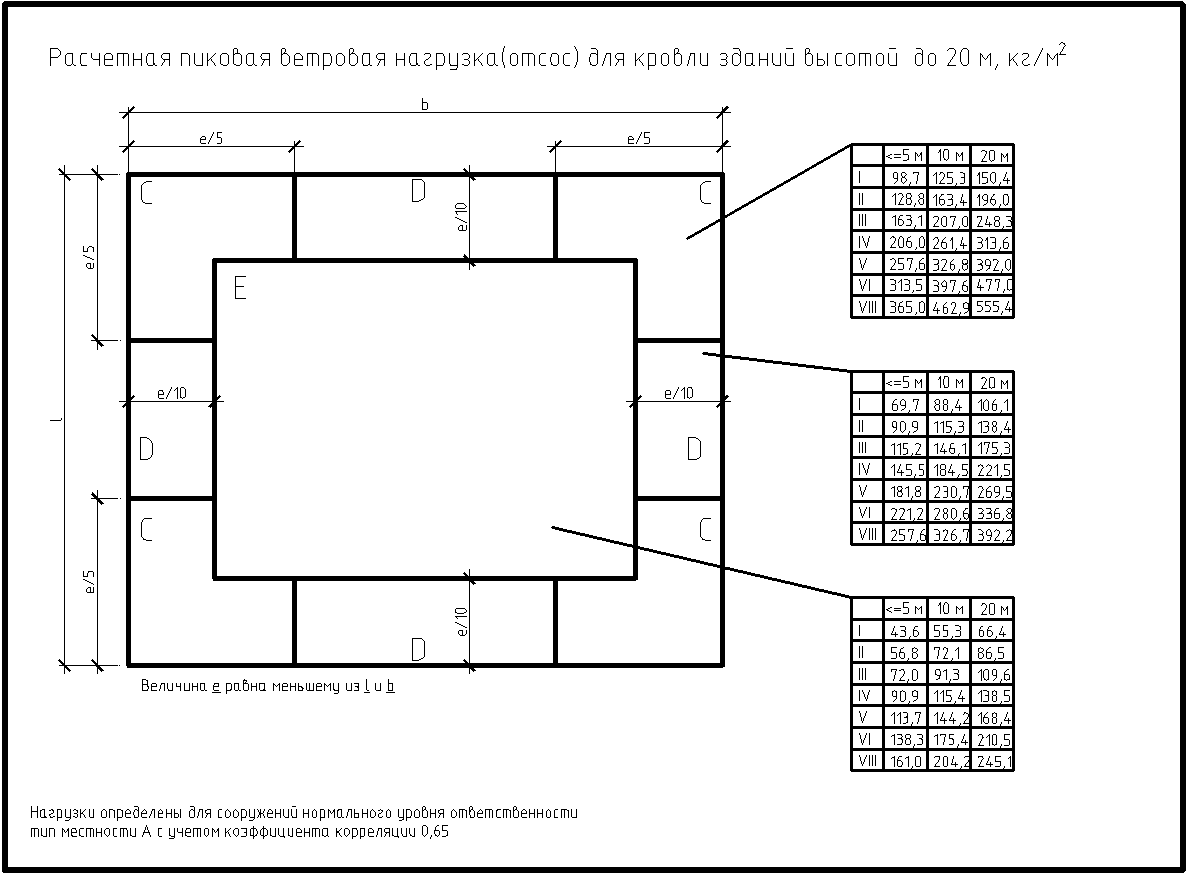 Расчетная пиковая ветровая нагрузка(отсос) для кровли зданий высотой до 20 м, кг/м²
b
e/5 e/5
C D C
e/10
e/5
E
<=5 м 10 м 20 м
I 98,7 125,3 150,4
II 128,8 163,4 196,0
III 163,1 207,0 248,3
IV 206,0 261,4 313,6
V 257,6 326,8 392,0
VI 313,5 397,6 477,0
VIII 365,0 462,9 555,4
e/10 e/10
l
D D
<=5 м 10 м 20 м
I 69,7 88,4 106,1
II 90,9 115,3 138,4
III 115,2 146,1 175,3
IV 145,5 184,5 221,5
V 181,8 230,7 269,5
VI 221,2 280,6 336,8
VIII 257,6 326,7 392,2
C C
e/5
e/10
D
<=5 м 10 м 20 м
I 43,6 55,3 66,4
II 56,8 72,1 86,5
III 72,0 91,3 109,6
IV 90,9 115,4 138,5
V 113,7 144,2 168,4
VI 138,3 175,4 210,5
VIII 161,0 204,2 245,1
Величина e равна меньшему из l и b
Нагрузки определены для сооружений нормального уровня ответственности
тип местности А с учетом коэффициента корреляции 0,65